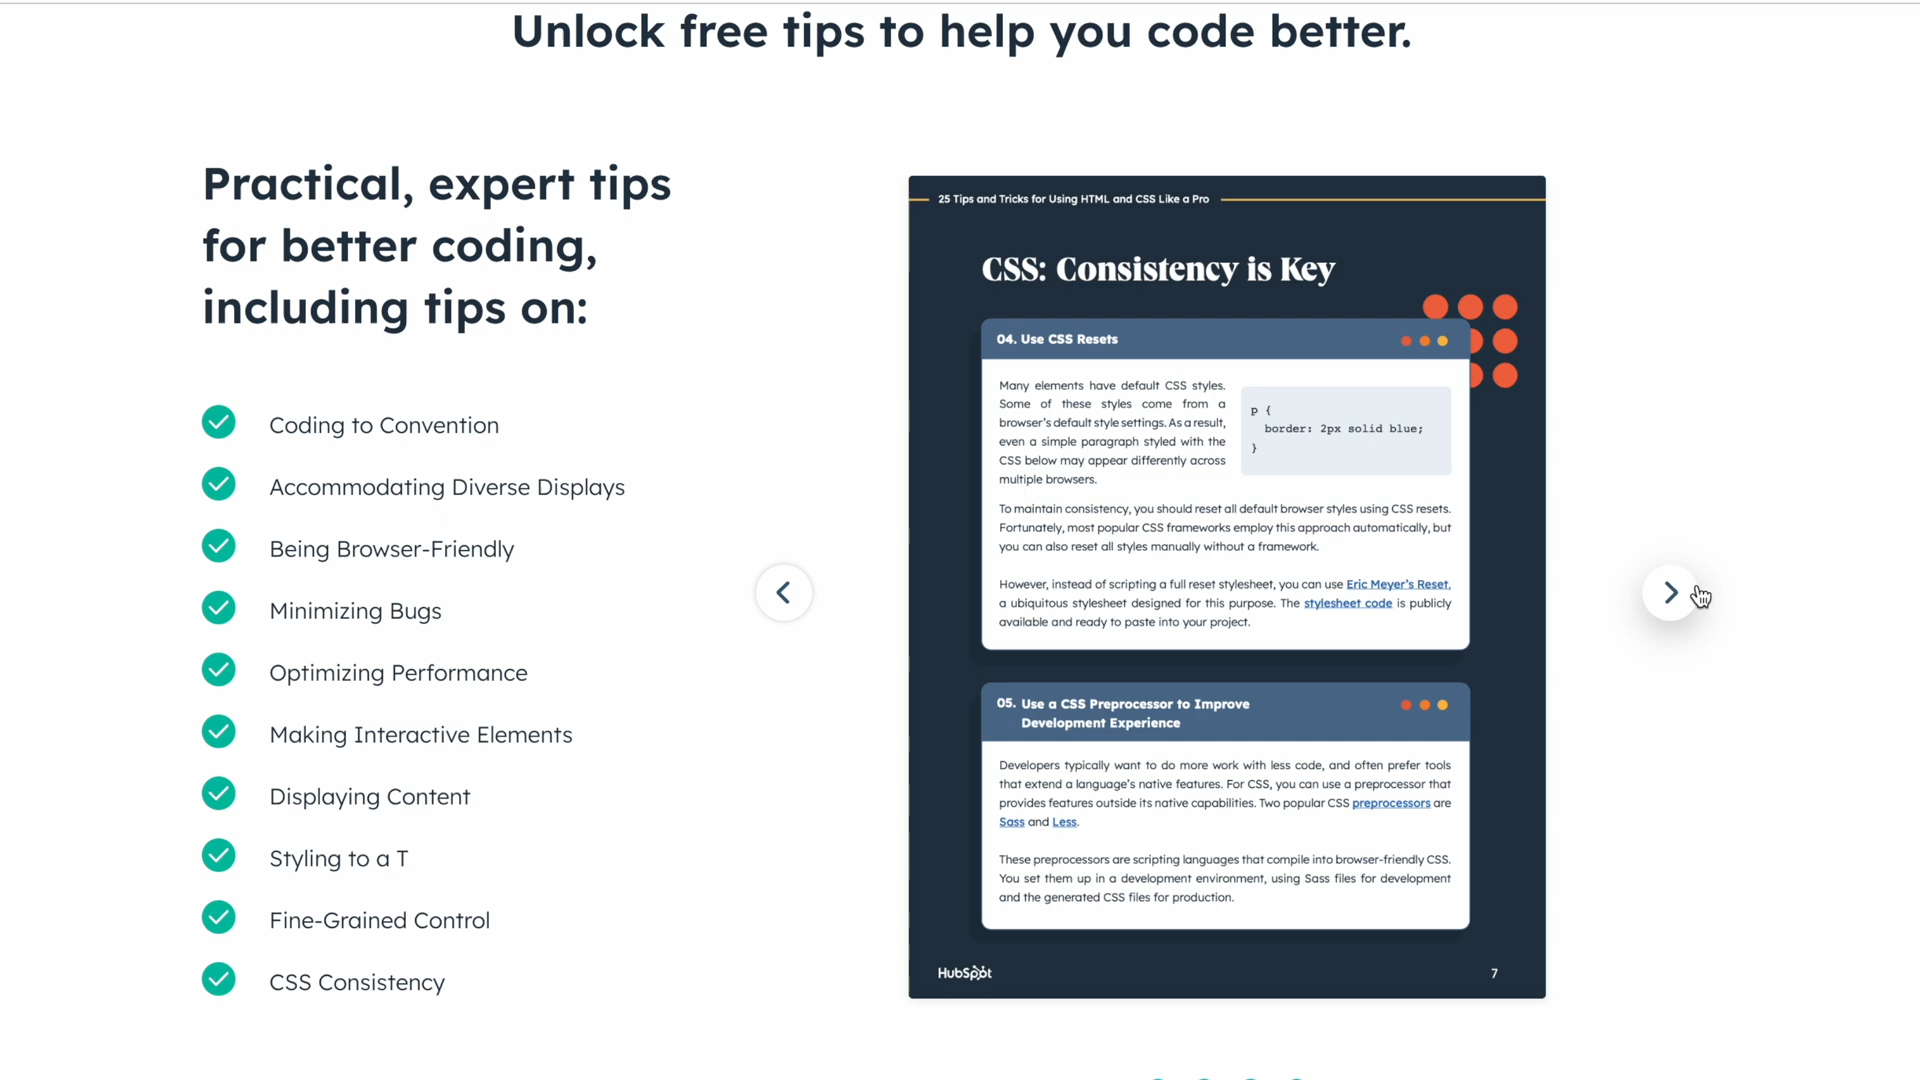 Unlock free tips to help you code better.
Practical, expert tips
for better coding,
including tips on:
Coding to Convention
Accommodating Diverse Displays
Being Browser-Friendly
Minimizing Bugs
Optimizing Performance
Making Interactive Elements
Displaying Content
Styling to a T
Fine-Grained Control
CSS Consistency
25 Tips and Tricks for Using HTML and CSS Like a Pro
CSS: Consistency is Key
04. Use CSS Resets
Many elements have default CSS styles.
Some of these styles come from a
browser's default style settings. As a result,
even a simple paragraph styled with the
CSS below may appear differently across
multiple browsers.
p {
border: 2px solid blue;
}
To maintain consistency, you should reset all default browser styles using CSS resets.
Fortunately, most popular CSS frameworks employ this approach automatically, but
you can also reset all styles manually without a framework.
However, instead of scripting a full reset stylesheet, you can use Eric Meyer's Reset,
a ubiquitous stylesheet designed for this purpose. The stylesheet code is publicly
available and ready to paste into your project.
05. Use a CSS Preprocessor to Improve
Development Experience
Developers typically want to do more work with less code, and often prefer tools
that extend a language's native features. For CSS, you can use a preprocessor that
provides features outside its native capabilities. Two popular CSS preprocessors are
Sass and Less.
These preprocessors are scripting languages that compile into browser-friendly CSS.
You set them up in a development environment, using Sass files for development
and the generated CSS files for production.
HubSpot
7